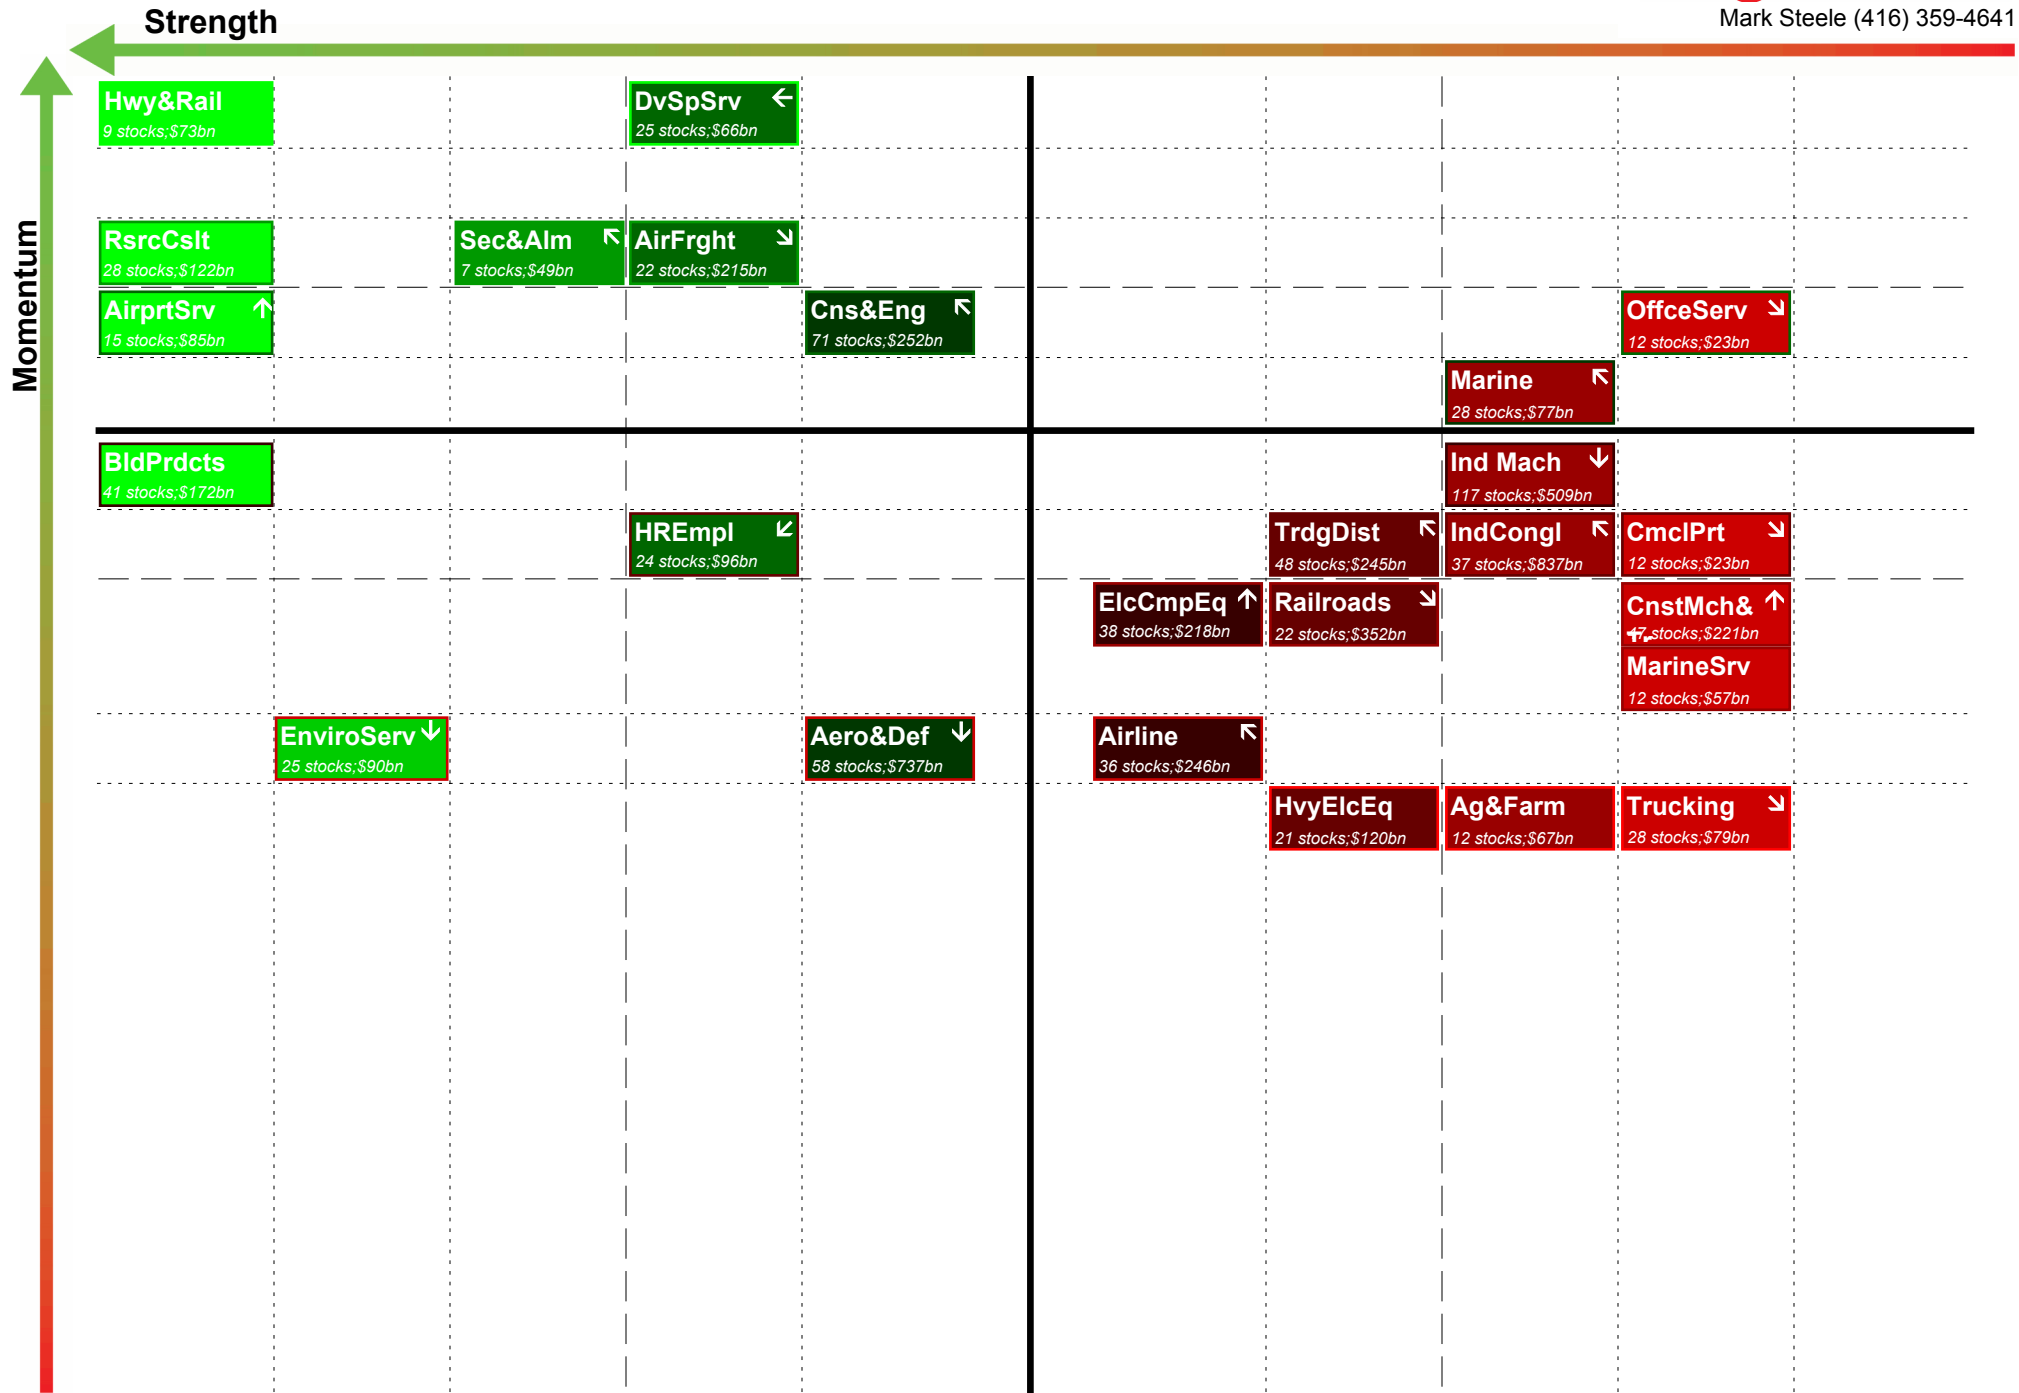 Strength
Mark Steele (416) 359-4641
Momentum
Hwy&Rail
9 stocks;$73bn
DvSpSrv
25 stocks;$66bn
RsrcCslt
28 stocks;$122bn
Sec&Alm
7 stocks;$49bn
AirFrght
22 stocks;$215bn
AirprtSrv
15 stocks;$85bn
Cns&Eng
71 stocks;$252bn
OffceServ
12 stocks;$23bn
Marine
28 stocks;$77bn
BldPrdcts
41 stocks;$172bn
Ind Mach
117 stocks;$509bn
HREmpl
24 stocks;$96bn
TrdgDist
48 stocks;$245bn
IndCongl
37 stocks;$837bn
CmclPrt
12 stocks;$23bn
ElcCmpEq
38 stocks;$218bn
Railroads
22 stocks;$352bn
CnstMch&
stocks;$221bn
MarineSrv
12 stocks;$57bn
EnviroServ
25 stocks;$90bn
Aero&Def
58 stocks;$737bn
Airline
36 stocks;$246bn
HvyElcEq
21 stocks;$120bn
Ag&Farm
12 stocks;$67bn
Trucking
28 stocks;$79bn